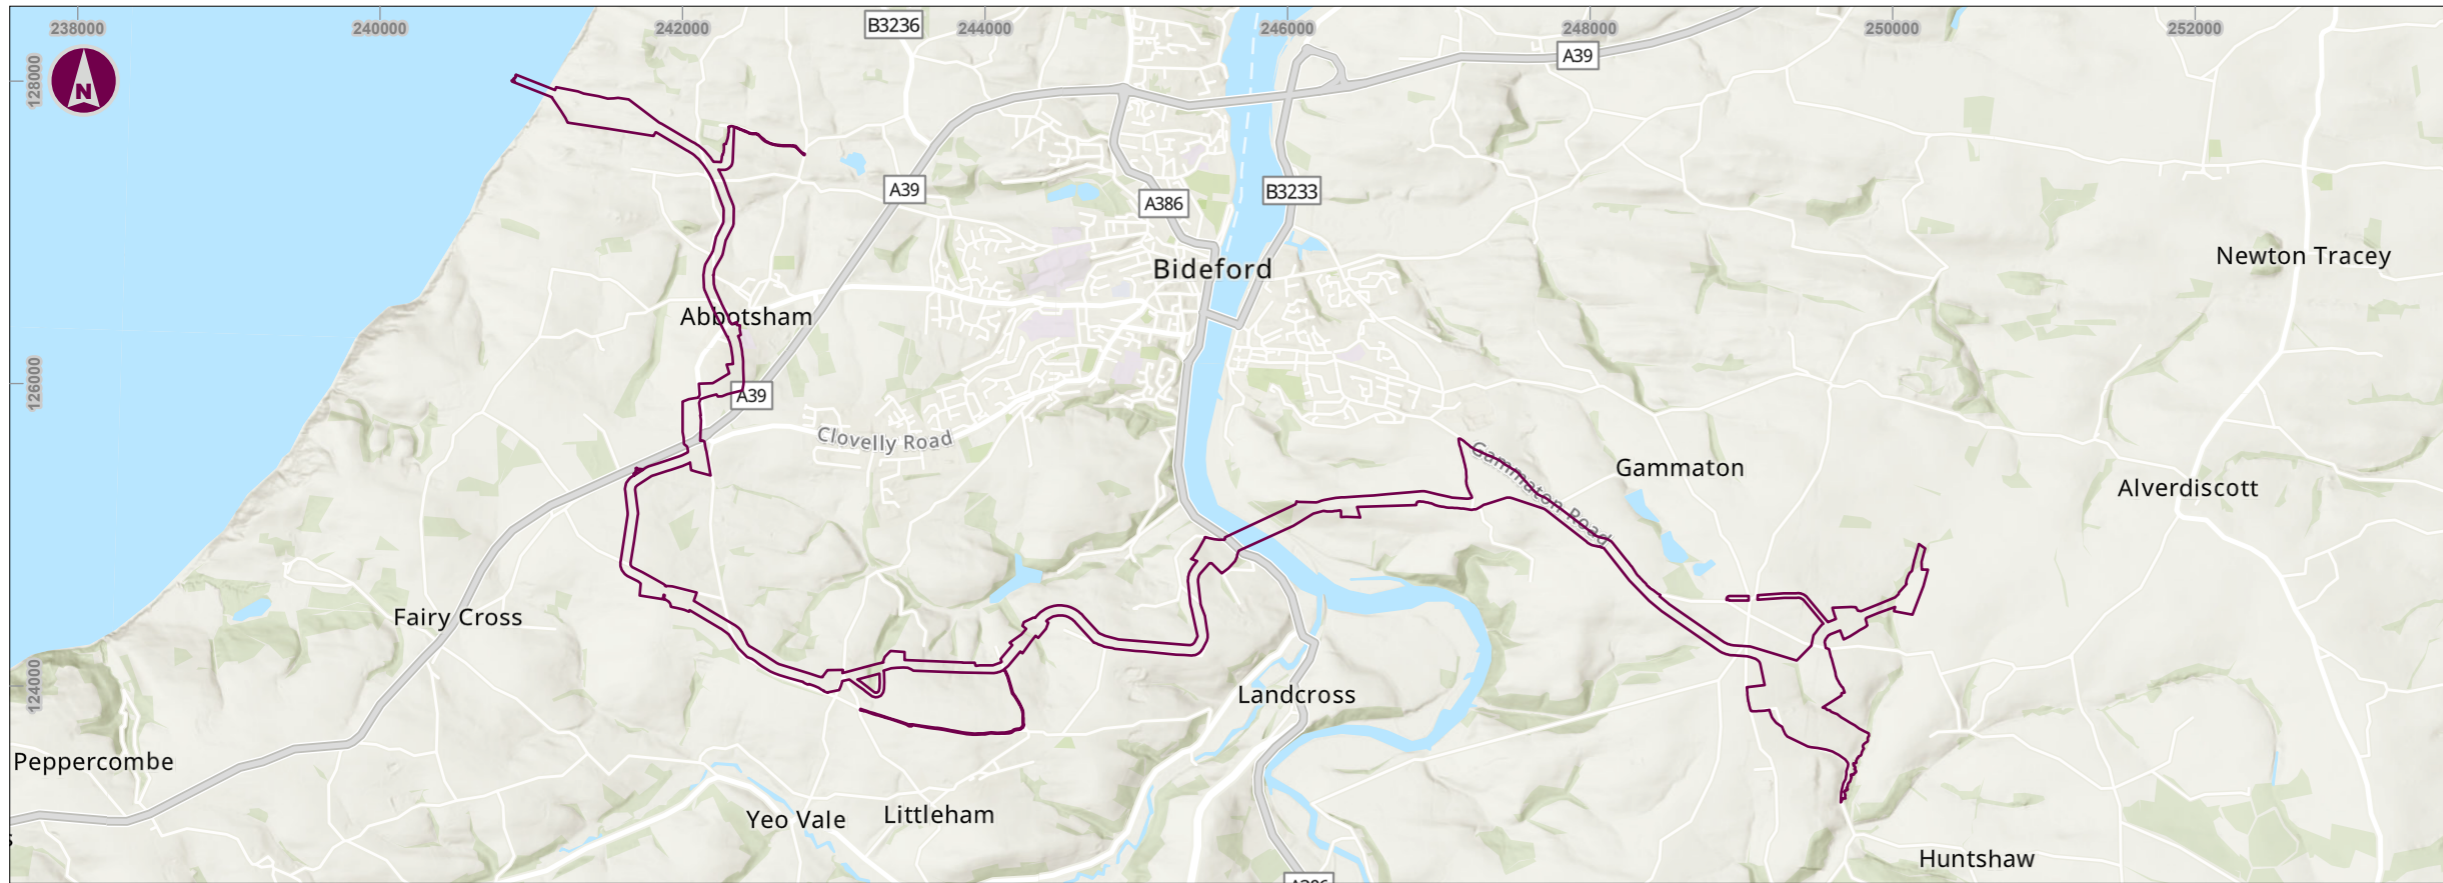 238000
240000
242000
244000
246000
248000
250000
252000
B3236
A39
128000
N
A39
A386
B3233
Newton Tracey
Bideford
Abbotsham
126000
A39
Clovelly Road
Gammaton Road
Gammaton
Alverdiscott
Fairy Cross
124000
Landcross
Peppercombe
Yeo Vale
Littleham
Huntshaw